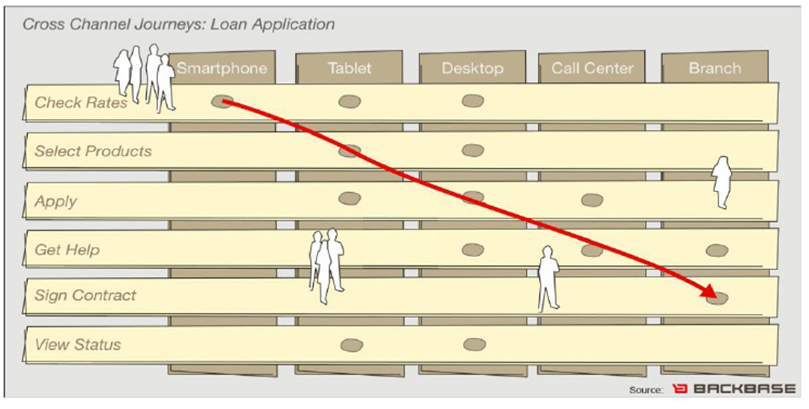 Cross Channel Journeys: Loan Application
Smartphone Tablet Desktop Call Center Branch
Check Rates
Select Products
Apply
Get Help
Sign Contract
View Status
Source: BACKBASE